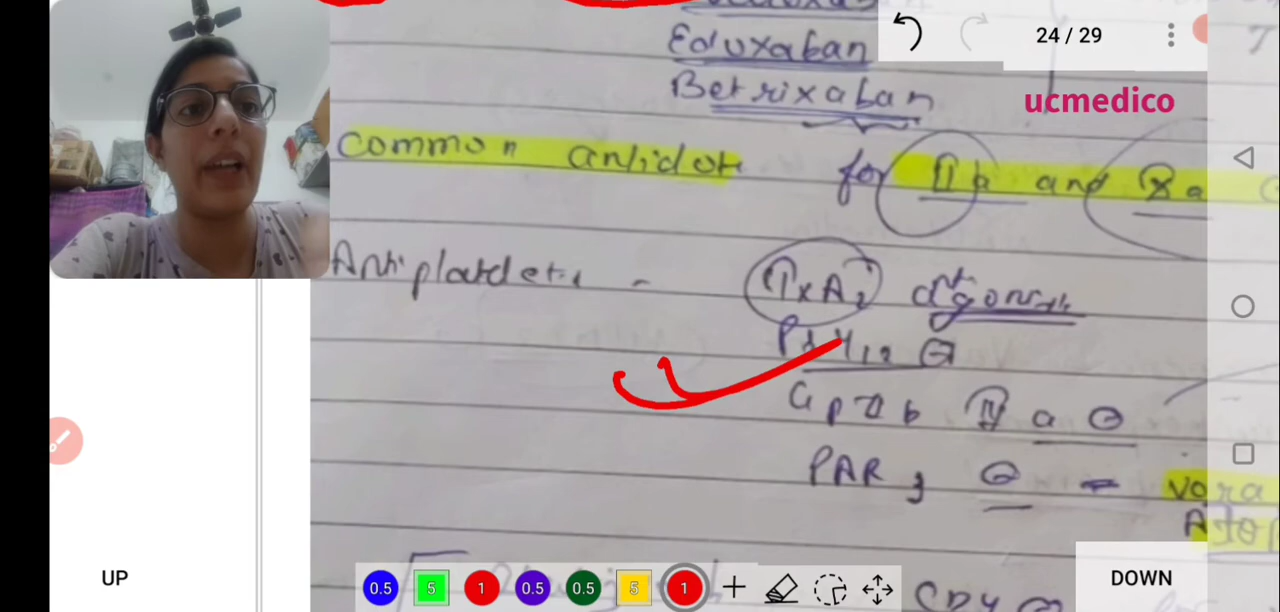 24 / 29
Eduxaban
Betrixaban
ucmedico
Common antidote for IIa and Xa
Antiplatelets - TxA2
P2Y12 ⊖
Gp IIb IIIa ⊖
PAR1 ⊖ - vora
UP
0.5 5 1 0.5 0.5 5 1
DOWN